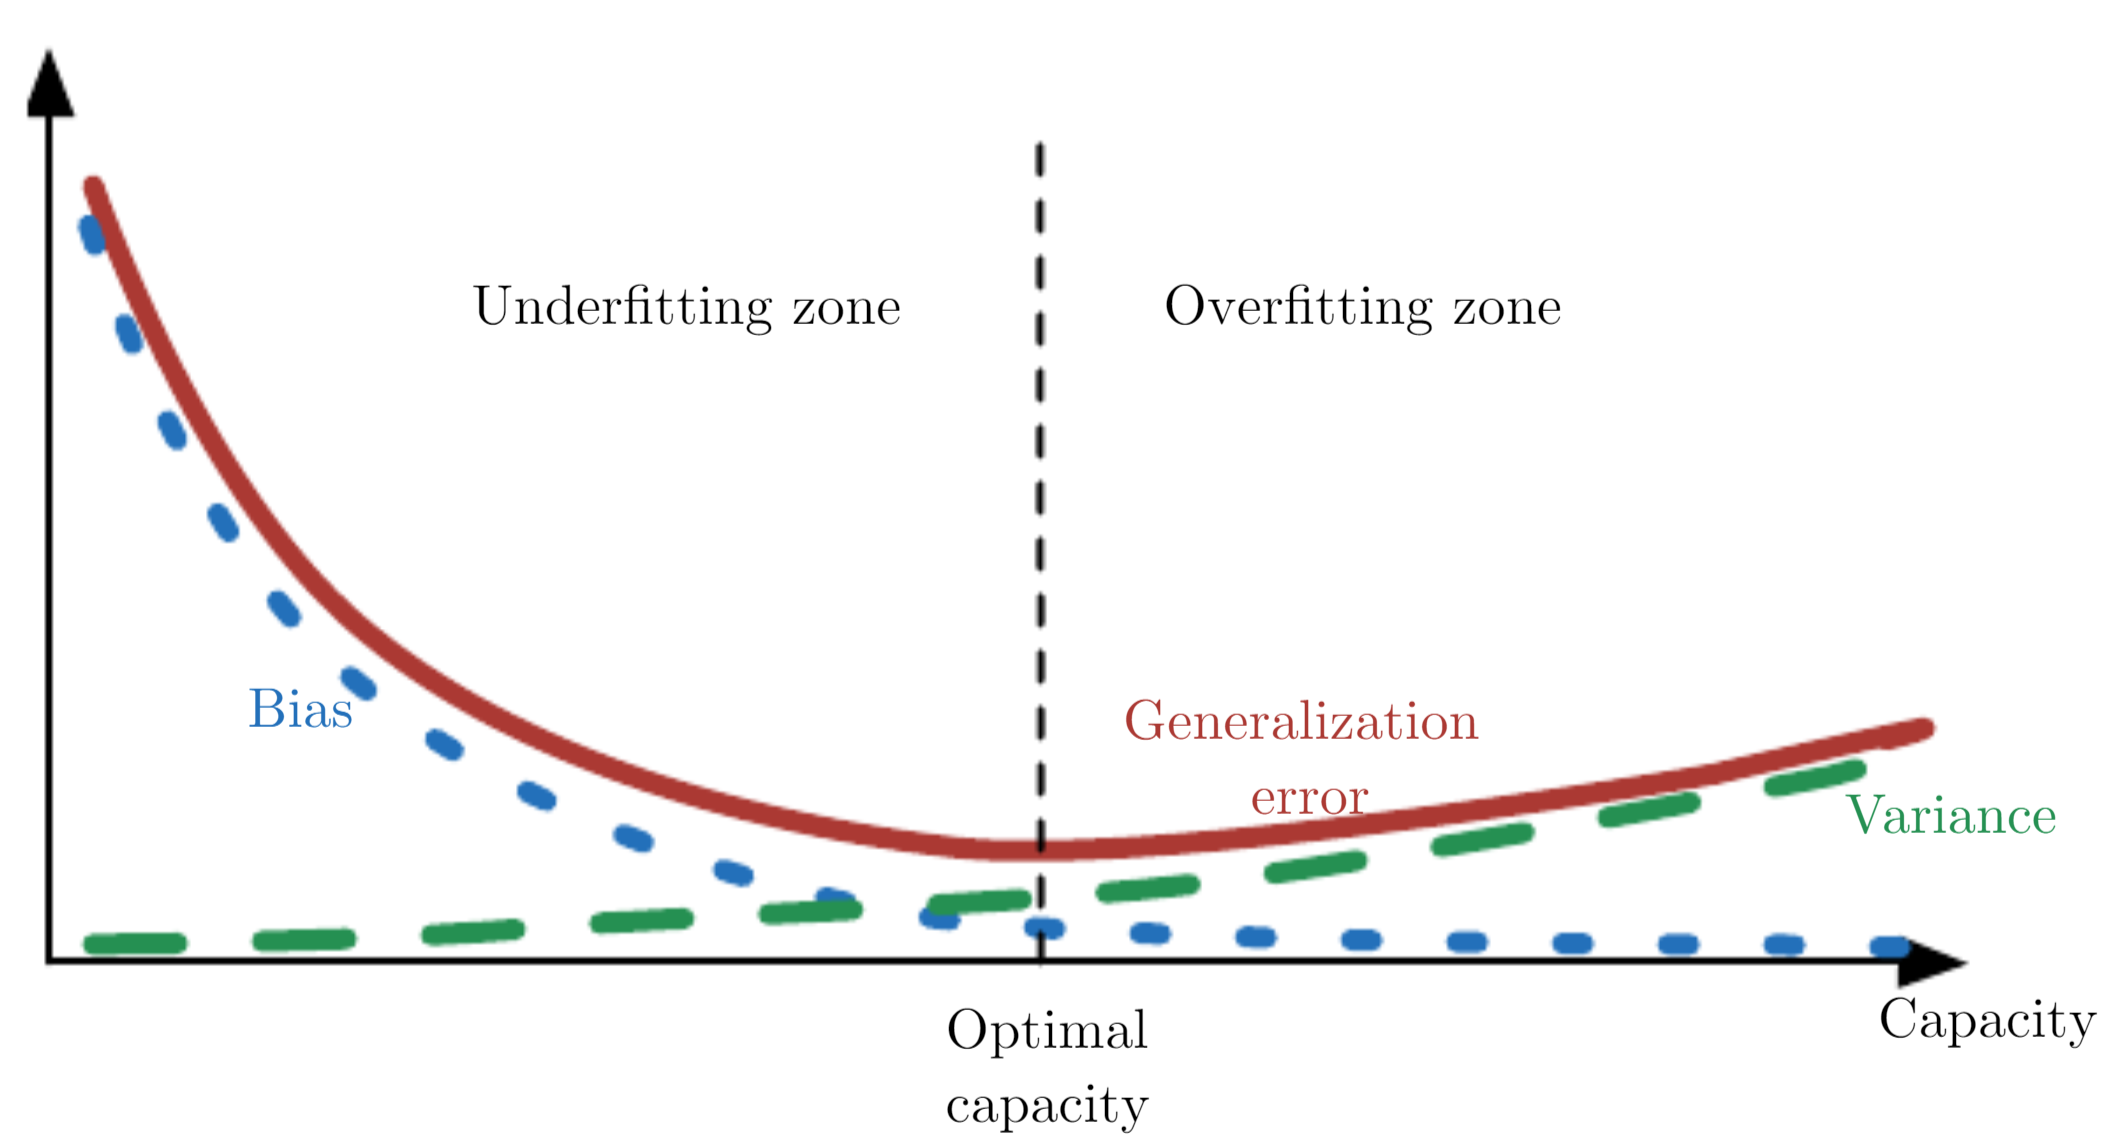 Underfitting zone
Overfitting zone
Bias
Generalization
error
Variance
Optimal
capacity
Capacity